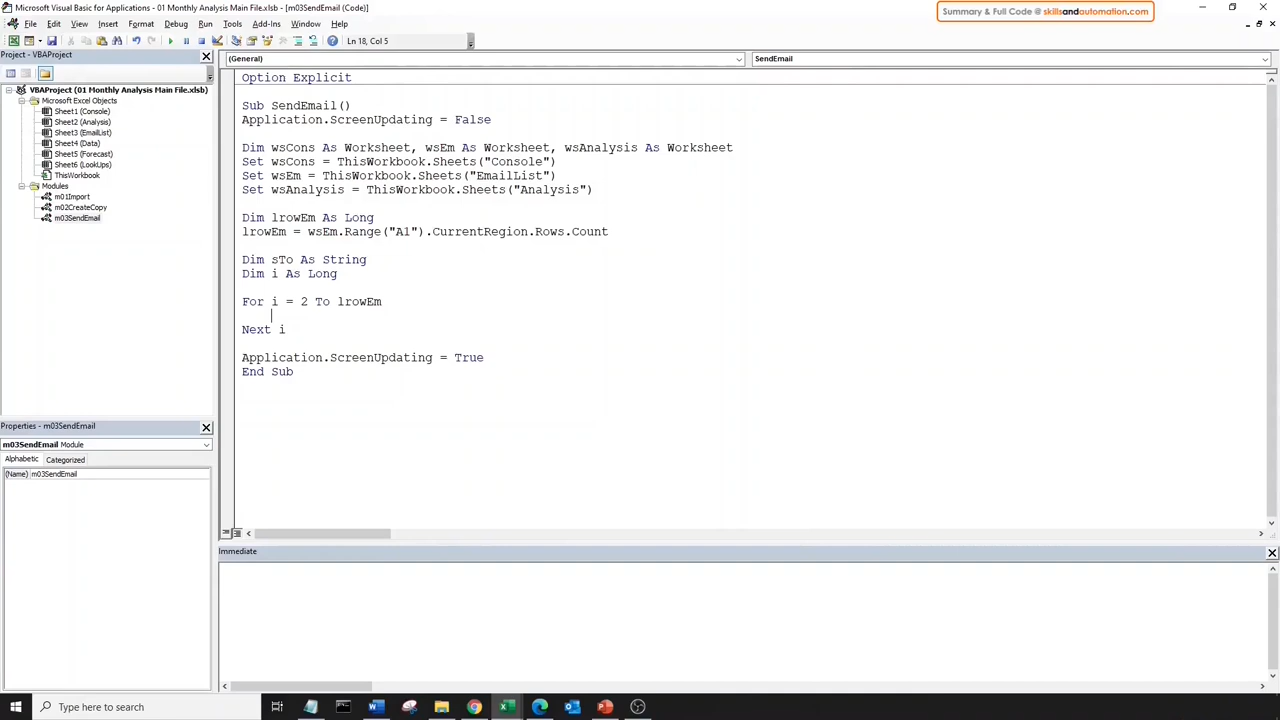 Microsoft Visual Basic for Applications - 01 Monthly Analysis Main File.xlsb - [m03SendEmail (Code)]
Summary & Full Code @ skillsandautomation.com
File Edit View Insert Format Debug Run Tools Add-Ins Window Help
Ln 18, Col 5
Project - VBAProject
VBAProject (01 Monthly Analysis Main File.xlsb)
Microsoft Excel Objects
Sheet1 (Console)
Sheet2 (Analysis)
Sheet3 (EmailList)
Sheet4 (Data)
Sheet5 (Forecast)
Sheet6 (LookUps)
ThisWorkbook
Modules
m01Import
m02CreateCopy
m03SendEmail
Properties - m03SendEmail
m03SendEmail Module
Alphabetic Categorized
(Name) m03SendEmail
(General) SendEmail
Option Explicit
Sub SendEmail()
Application.ScreenUpdating = False
Dim wsCons As Worksheet, wsEm As Worksheet, wsAnalysis As Worksheet
Set wsCons = ThisWorkbook.Sheets("Console")
Set wsEm = ThisWorkbook.Sheets("EmailList")
Set wsAnalysis = ThisWorkbook.Sheets("Analysis")
Dim lrowEm As Long
lrowEm = wsEm.Range("A1").CurrentRegion.Rows.Count
Dim sTo As String
Dim i As Long
For i = 2 To lrowEm
Next i
Application.ScreenUpdating = True
End Sub
Immediate
Type here to search